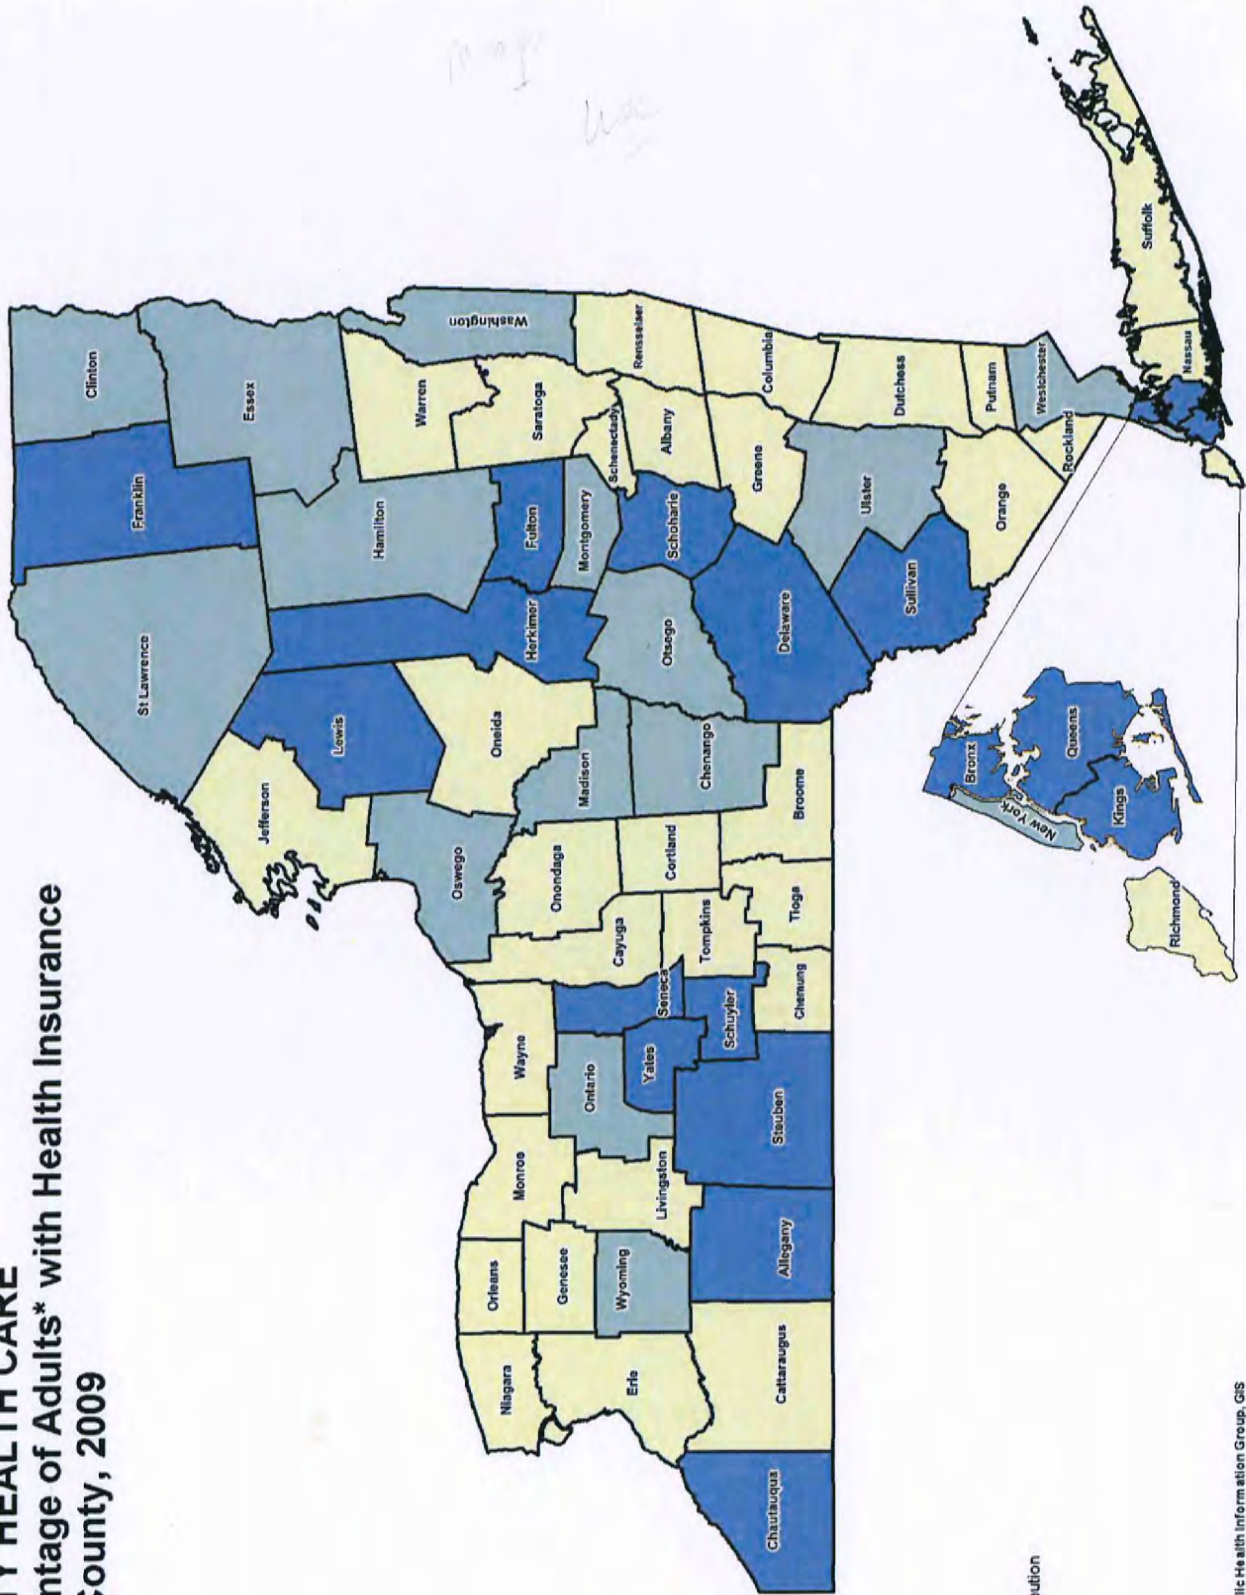 HEALTH CARE
ntage of Adults* with Health Insurance
County, 2009
Clinton
Franklin
Essex
St Lawrence
Hamilton
Warren
Washington
Lewis
Jefferson
Herkimer
Fulton
Saratoga
Oneida
Oswego
Montgomery
Schenectady
Rensselaer
Albany
Schoharie
Otsego
Madison
Onondaga
Cayuga
Wayne
Monroe
Orleans
Niagara
Genesee
Erie
Wyoming
Livingston
Ontario
Yates
Seneca
Tompkins
Cortland
Chenango
Delaware
Greene
Columbia
Ulster
Dutchess
Sullivan
Orange
Putnam
Westchester
Rockland
Broome
Tioga
Chemung
Schuyler
Steuben
Allegany
Cattaraugus
Chautauqua
Suffolk
Nassau
Bronx
Queens
New York
Kings
Richmond
ution
lic Health Information Group, GIS